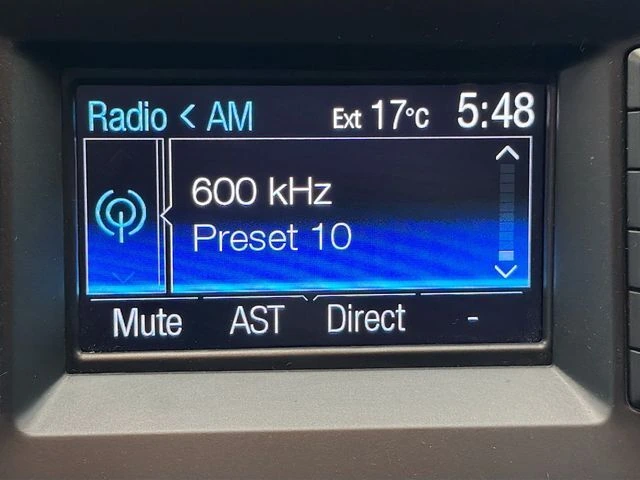 Radio < AM Ext 17°C 5:48
600 kHz
Preset 10
Mute AST Direct -